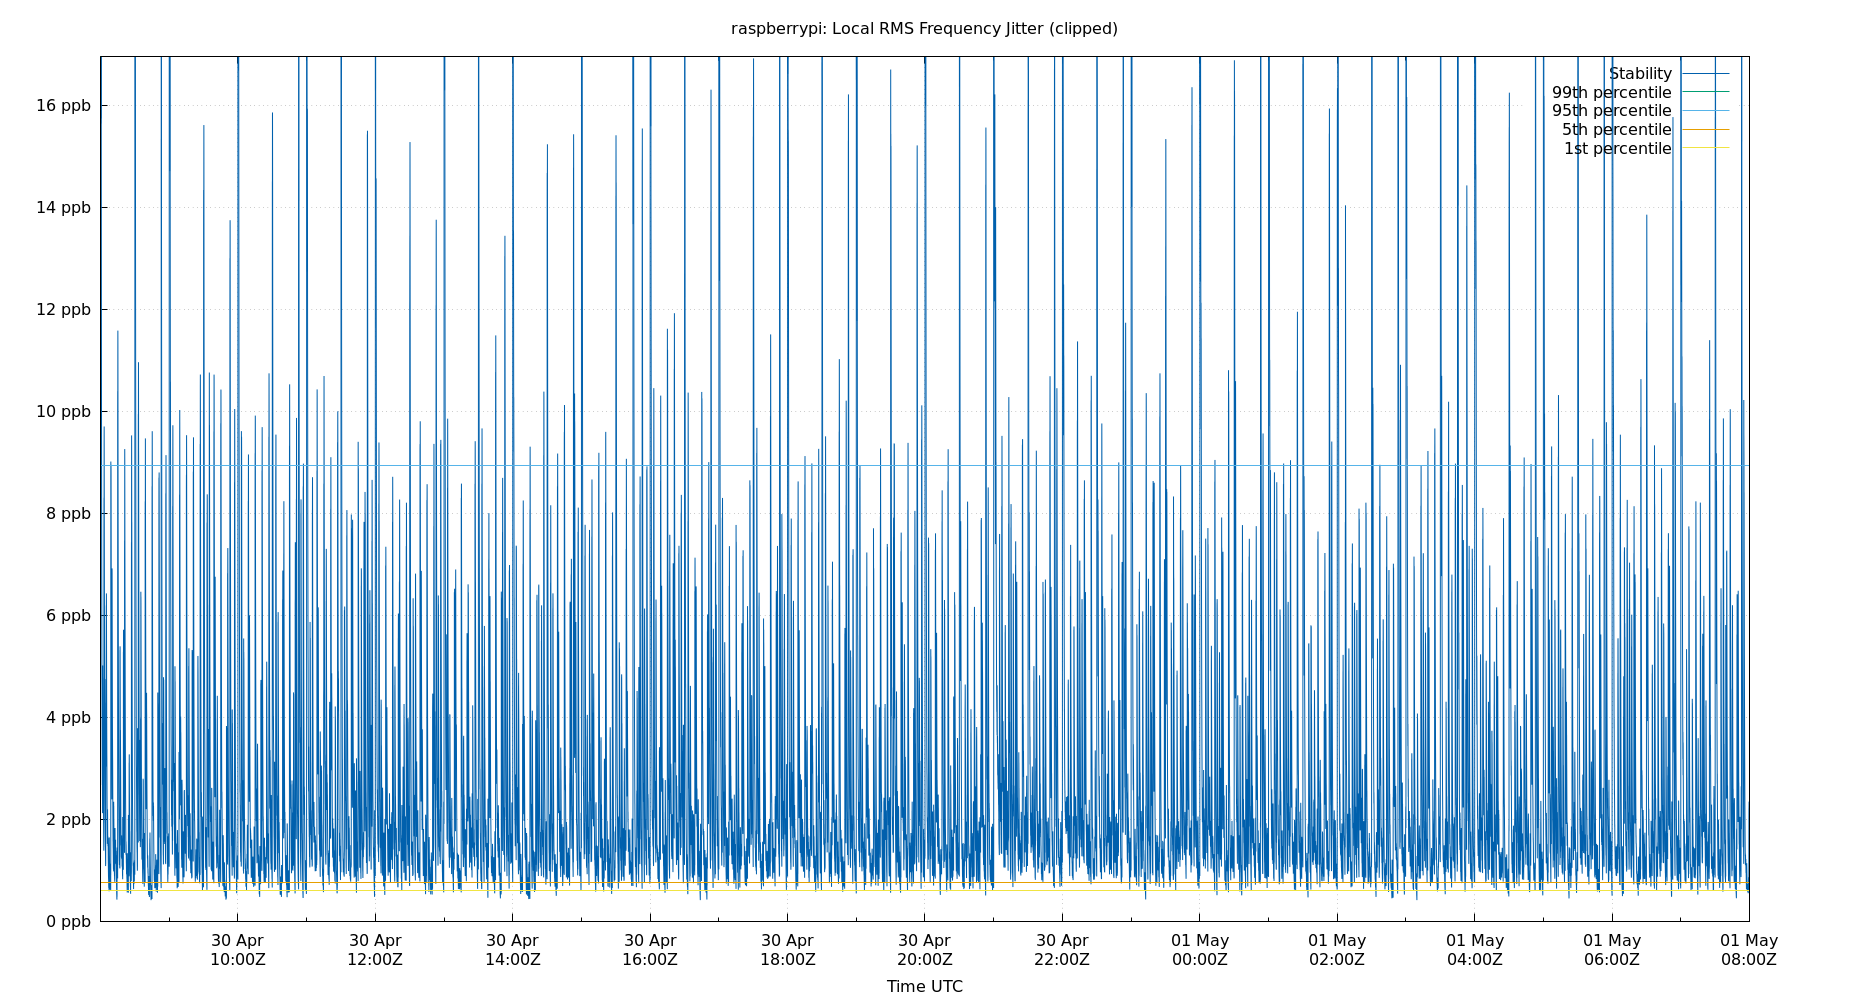 raspberrypi: Local RMS Frequency Jitter (clipped)
Stability
99th percentile
95th percentile
5th percentile
1st percentile
16 ppb
14 ppb
12 ppb
10 ppb
8 ppb
6 ppb
4 ppb
2 ppb
0 ppb
30 Apr 30 Apr 30 Apr 30 Apr 30 Apr 30 Apr 30 Apr 01 May 01 May 01 May 01 May 01 May
10:00Z 12:00Z 14:00Z 16:00Z 18:00Z 20:00Z 22:00Z 00:00Z 02:00Z 04:00Z 06:00Z 08:00Z
Time UTC